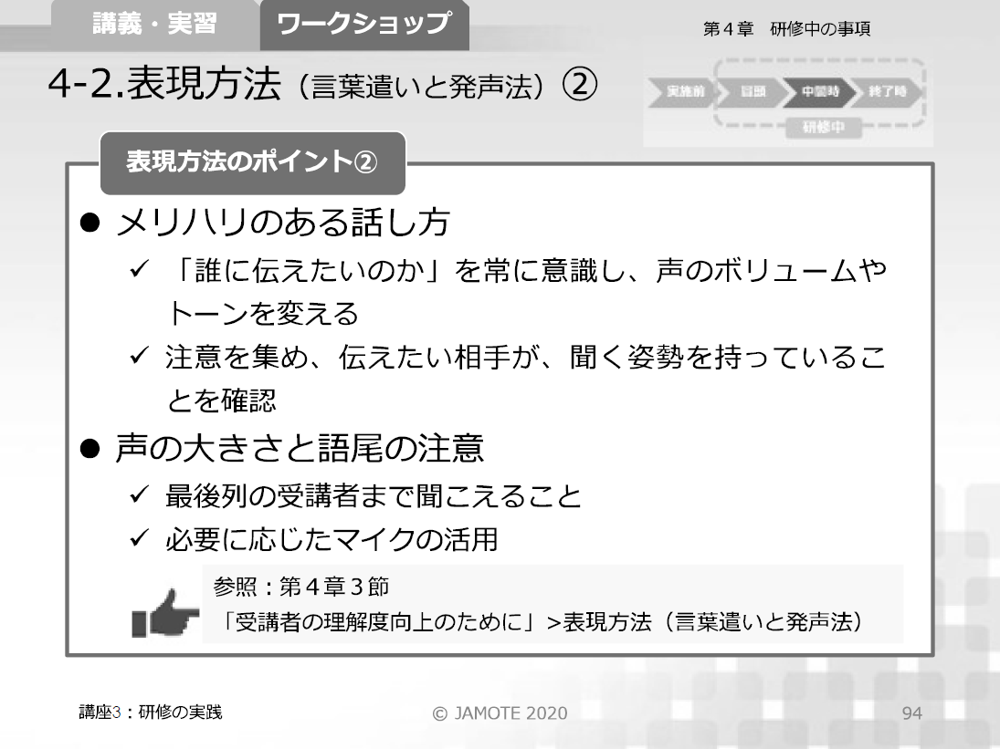 講義・実習
ワークショップ
第４章　研修中の事項
4-2.表現方法（言葉遣いと発声法）②
実施前
冒頭
中間時
終了時
研修中
表現方法のポイント②
● メリハリのある話し方
✓ 「誰に伝えたいのか」を常に意識し、声のボリュームや
トーンを変える
✓ 注意を集め、伝えたい相手が、聞く姿勢を持っているこ
とを確認
● 声の大きさと語尾の注意
✓ 最後列の受講者まで聞こえること
✓ 必要に応じたマイクの活用
参照：第４章３節
「受講者の理解度向上のために」>表現方法（言葉遣いと発声法）
講座3：研修の実践
© JAMOTE 2020
94